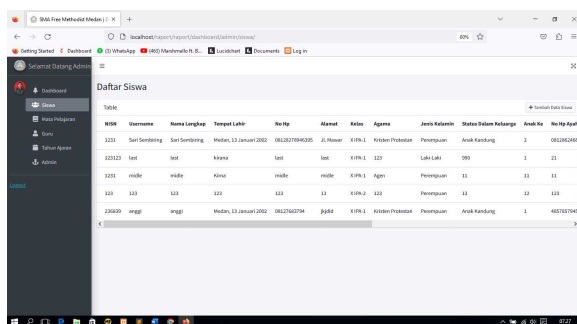 SMA Free Methodist Medan | D
localhost/raport/raport/dashboard/admin/siswa/
80%
Getting Started
Dashboard
(3) WhatsApp
(463) Marshmello ft. B...
Lucidchart
Documents
Log in
Selamat Datang Admin
Dashboard
Siswa
Mata Pelajaran
Guru
Tahun Ajaran
Admin
Logout
Daftar Siswa
Table
+ Tambah Data Siswa
NISN Username Nama Lengkap Tempat Lahir No Hp Alamat Kelas Agama Jenis Kelamin Status Dalam Keluarga Anak Ke No Hp Ayah
1231 Sari Sembiring Sari Sembiring Medan, 13 Januari 2002 08128278946395 Jl. Mawar X IPA-1 Kristen Protestan Perempuan Anak Kandung 2
123123 last last kirana last last X IPA-1 123 Laki-Laki 990 1 21
1231 midle midle Kirna midle midle X IPA-1 Agen Perempuan 11 11 11
123 123 123 123 123 13 X IPA-2 123 Perempuan 13 12 123
236839 anggi anggi Medan, 13 Januari 2002 08127683794 jkjdld X IPA-1 Kristen Protestan Perempuan Anak Kandung 1
07.27